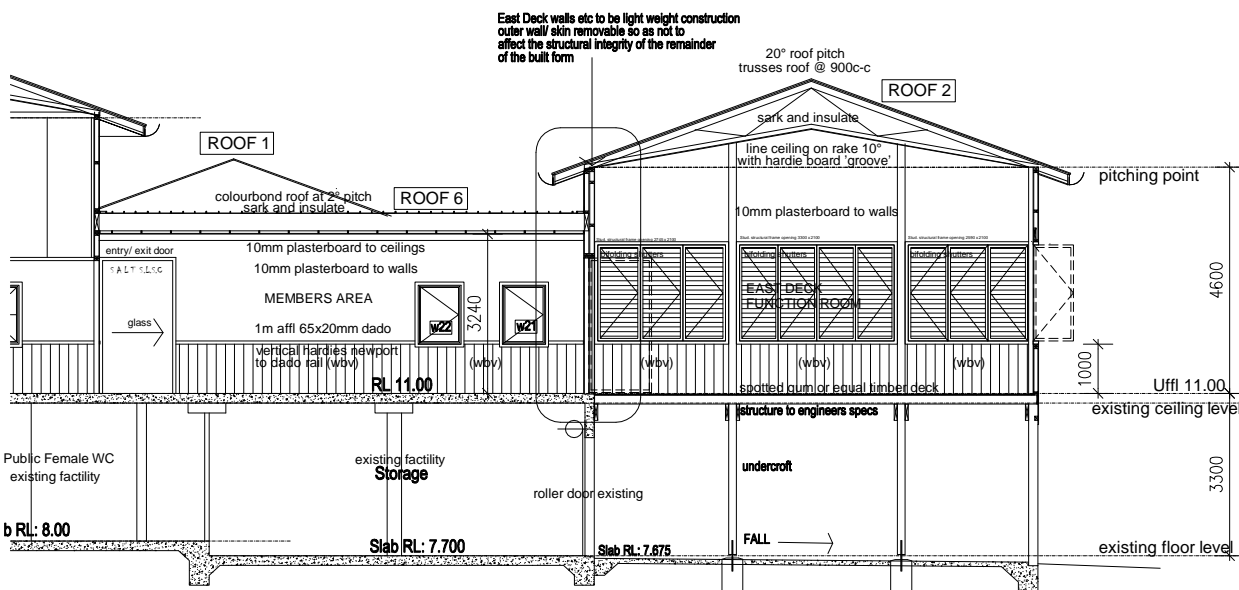 East Deck walls etc to be light weight construction
outer wall/ skin removable so as not to
affect the structural integrity of the remainder
of the built form
20° roof pitch
trusses roof @ 900c-c
ROOF 2
sark and insulate
line ceiling on rake 10°
with hardie board 'groove'
ROOF 1
pitching point
colourbond roof at 2° pitch
sark and insulate
ROOF 6
10mm plasterboard to walls
entry/ exit door
10mm plasterboard to ceilings
bifolding shutters
bifolding shutters
bifolding shutters
SALT S.L.S.C
10mm plasterboard to walls
4600
MEMBERS AREA
EAST DECK
FUNCTION ROOM
glass
1m affl 65x20mm dado
3240
w22
w21
vertical hardies newport
to dado rail (wbv)
(wbv)
(wbv)
(wbv)
(wbv)
1000
RL 11.00
spotted gum or equal timber deck
Uffl 11.00
structure to engineers specs
existing ceiling level
Public Female WC
existing factility
existing factility
Storage
undercroft
3300
roller door existing
b RL: 8.00
Slab RL: 7.700
Slab RL: 7.675
FALL
existing floor level